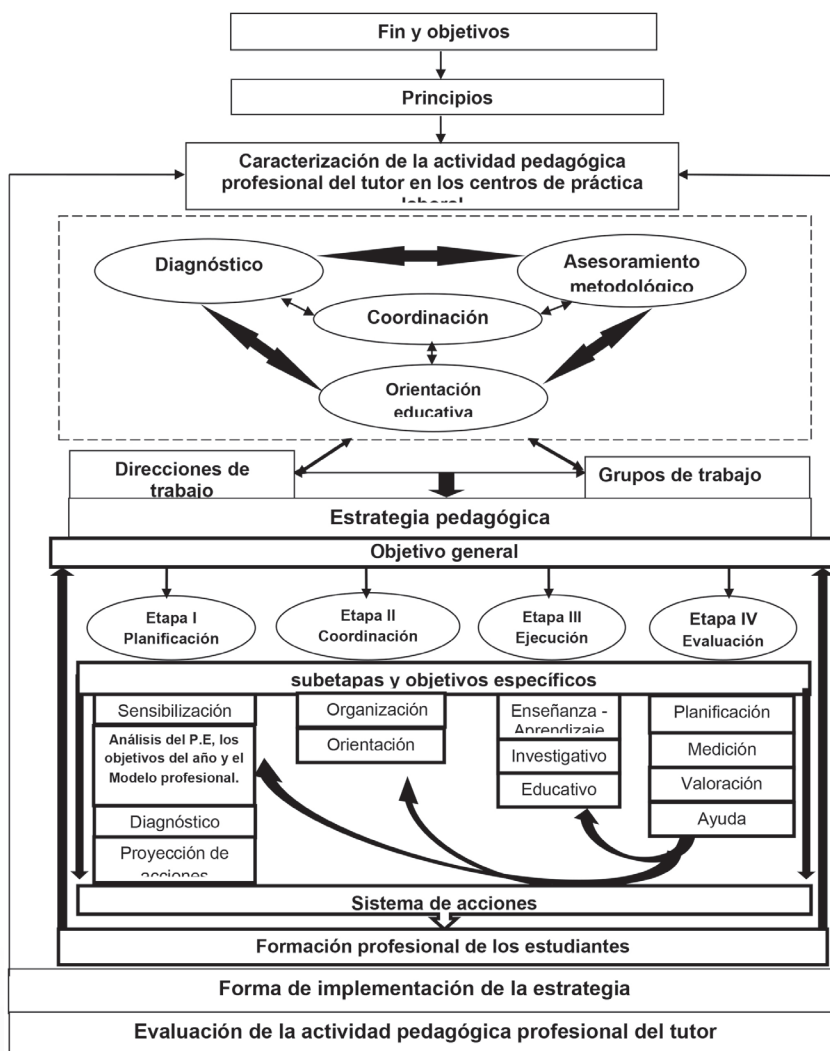 Fin y objetivos
Principios
Caracterización de la actividad pedagógica
profesional del tutor en los centros de práctica
laboral
Diagnóstico
Asesoramiento
metodológico
Coordinación
Orientación
educativa
Direcciones de
trabajo
Grupos de trabajo
Estrategia pedagógica
Objetivo general
Etapa I
Planificación
Etapa II
Coordinación
Etapa III
Ejecución
Etapa IV
Evaluación
subetapas y objetivos específicos
Sensibilización
Análisis del P.E, los
objetivos del año y el
Modelo profesional.
Diagnóstico
Proyección de
acciones
Organización
Orientación
Enseñanza -
Aprendizaje
Investigativo
Educativo
Planificación
Medición
Valoración
Ayuda
Sistema de acciones
Formación profesional de los estudiantes
Forma de implementación de la estrategia
Evaluación de la actividad pedagógica profesional del tutor